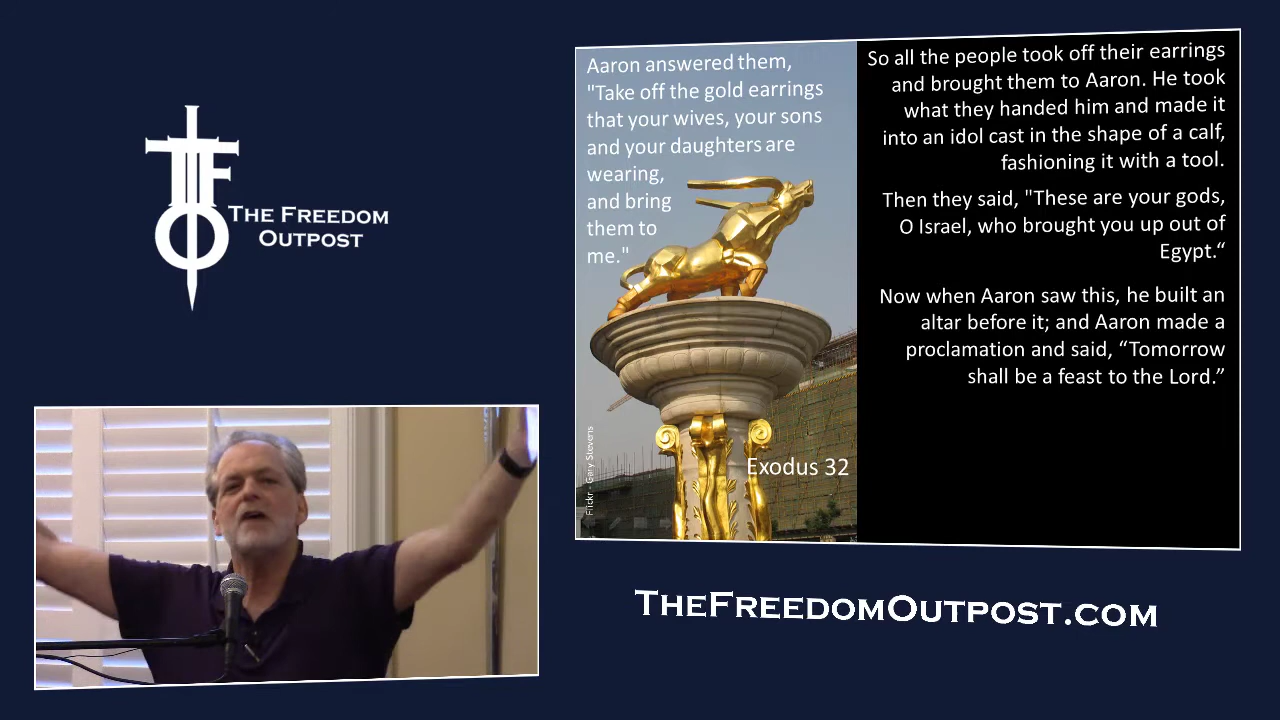 THE FREEDOM
OUTPOST
Aaron answered them,
"Take off the gold earrings
that your wives, your sons
and your daughters are
wearing,
and bring
them to
me."
Exodus 32
Flickr - Gary Stevens
So all the people took off their earrings
and brought them to Aaron. He took
what they handed him and made it
into an idol cast in the shape of a calf,
fashioning it with a tool.
Then they said, "These are your gods,
O Israel, who brought you up out of
Egypt.“
Now when Aaron saw this, he built an
altar before it; and Aaron made a
proclamation and said, “Tomorrow
shall be a feast to the Lord.”
THEFREEDOMOUTPOST.COM